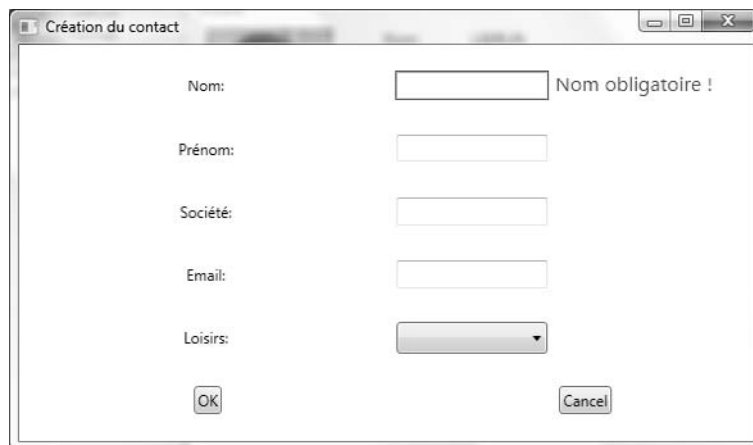 Création du contact
Nom: Nom obligatoire !
Prénom:
Société:
Email:
Loisirs:
OK Cancel